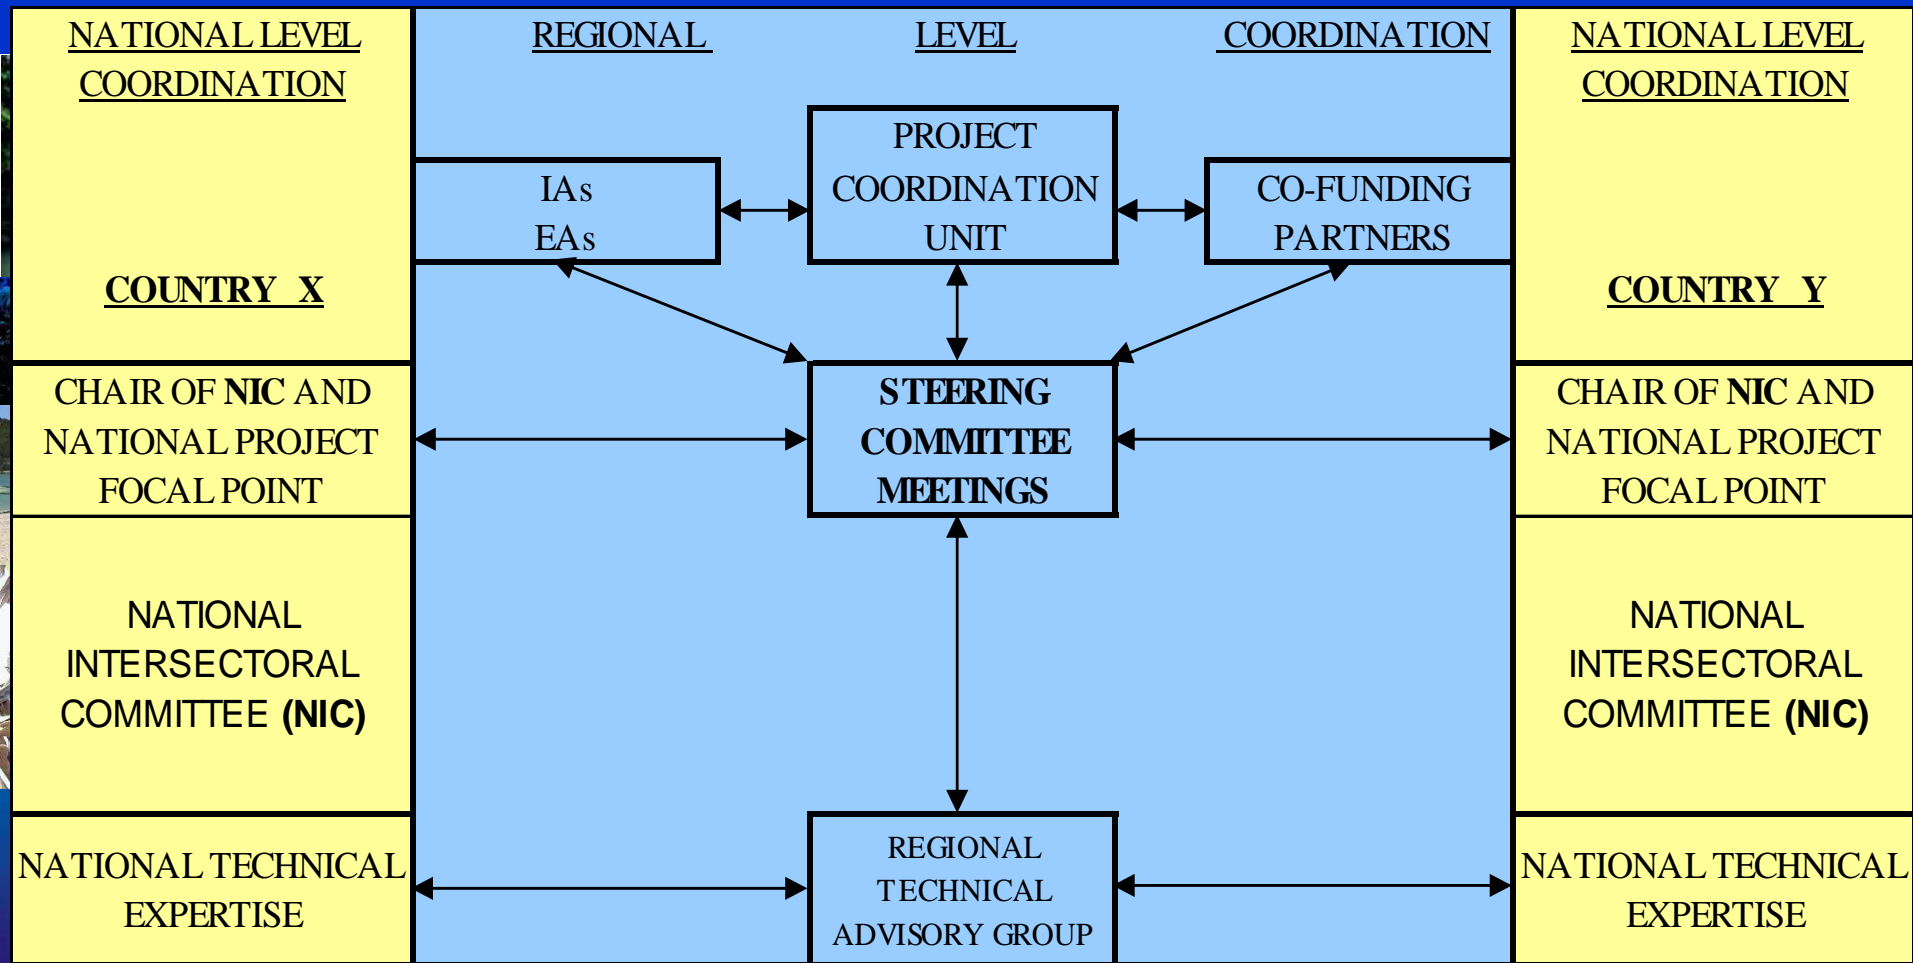 NATIONAL LEVEL
COORDINATION
COUNTRY X
CHAIR OF NIC AND
NATIONAL PROJECT
FOCAL POINT
NATIONAL
INTERSECTORAL
COMMITTEE (NIC)
NATIONAL TECHNICAL
EXPERTISE
REGIONAL LEVEL COORDINATION
IAs
EAs
PROJECT
COORDINATION
UNIT
CO-FUNDING
PARTNERS
STEERING
COMMITTEE
MEETINGS
REGIONAL
TECHNICAL
ADVISORY GROUP
NATIONAL LEVEL
COORDINATION
COUNTRY Y
CHAIR OF NIC AND
NATIONAL PROJECT
FOCAL POINT
NATIONAL
INTERSECTORAL
COMMITTEE (NIC)
NATIONAL TECHNICAL
EXPERTISE